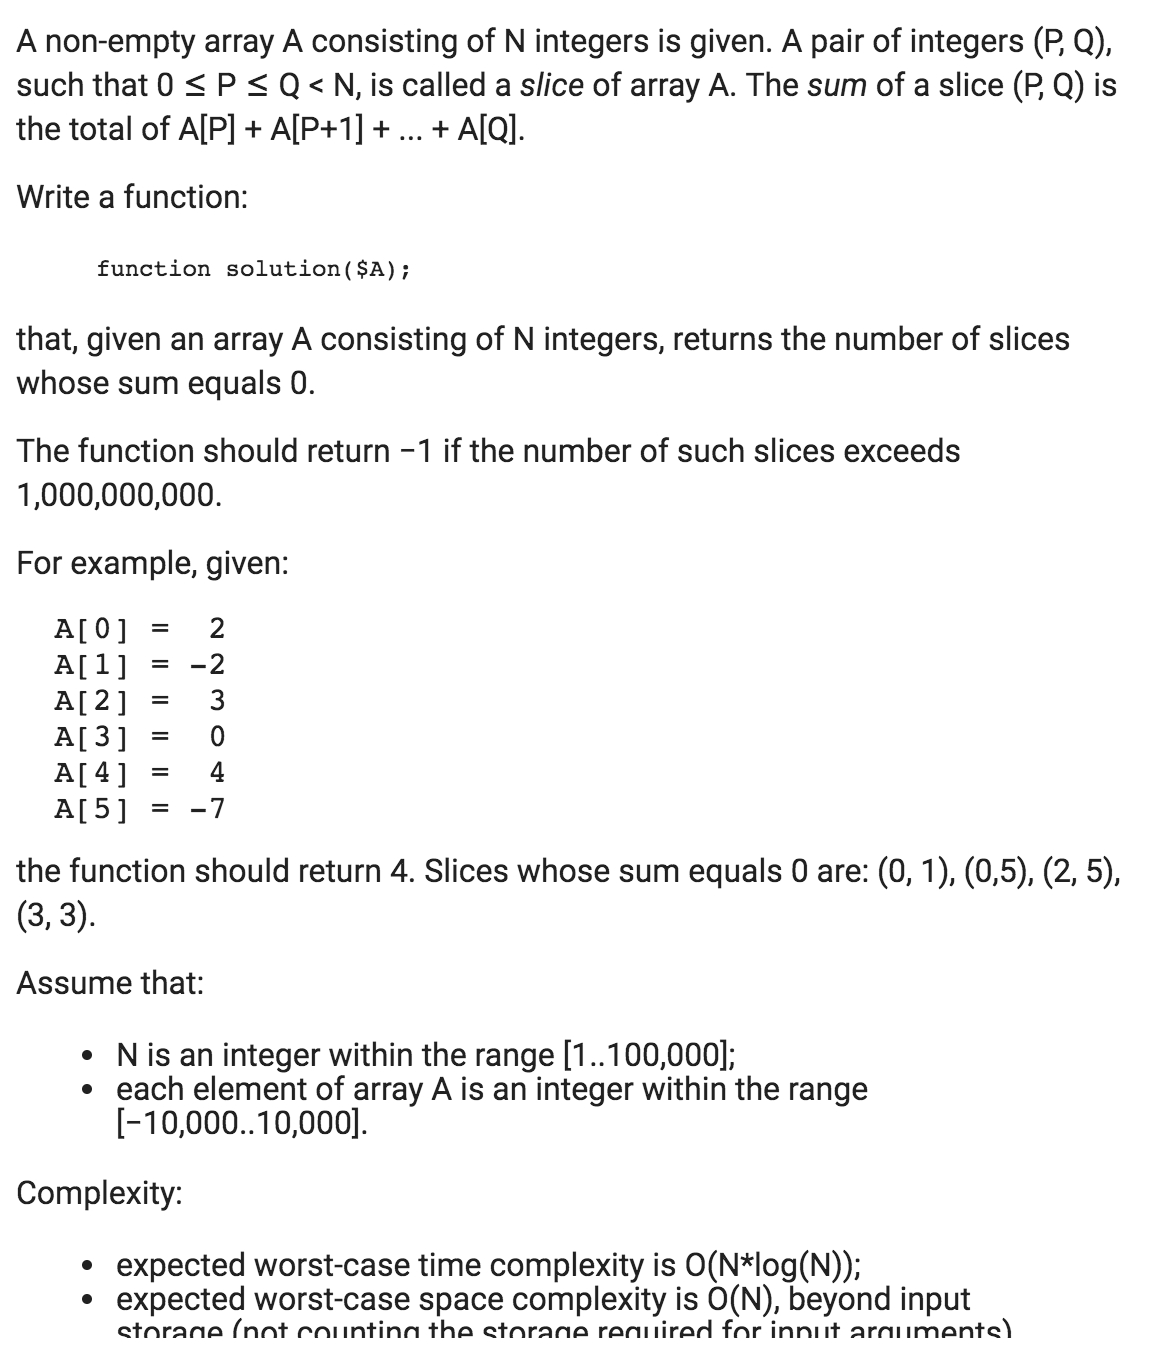 A non-empty array A consisting of N integers is given. A pair of integers (P, Q),
such that 0 ≤ P ≤ Q < N, is called a slice of array A. The sum of a slice (P, Q) is
the total of A[P] + A[P+1] + ... + A[Q].
Write a function:
function solution($A);
that, given an array A consisting of N integers, returns the number of slices
whose sum equals 0.
The function should return −1 if the number of such slices exceeds
1,000,000,000.
For example, given:
A[0] = 2
A[1] = -2
A[2] = 3
A[3] = 0
A[4] = 4
A[5] = -7
the function should return 4. Slices whose sum equals 0 are: (0, 1), (0,5), (2, 5),
(3, 3).
Assume that:
• N is an integer within the range [1..100,000];
• each element of array A is an integer within the range
[−10,000..10,000].
Complexity:
• expected worst-case time complexity is O(N*log(N));
• expected worst-case space complexity is O(N), beyond input
storage (not counting the storage required for input arguments)